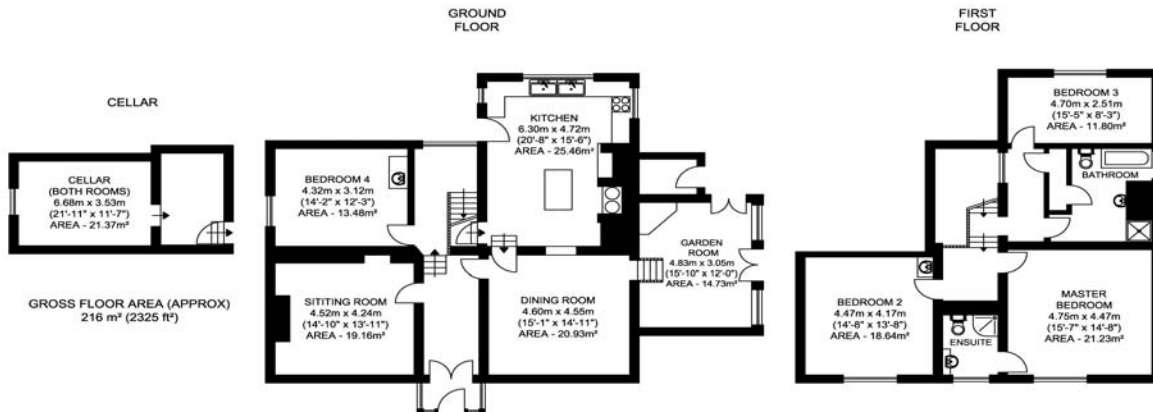 CELLAR
CELLAR
(BOTH ROOMS)
6.68m x 3.53m
(21'-11" x 11'-7")
AREA - 21.37m²
GROSS FLOOR AREA (APPROX)
216 m² (2325 ft²)
GROUND
FLOOR
KITCHEN
6.30m x 4.72m
(20'-8" x 15'-6")
AREA - 25.46m²
BEDROOM 4
4.32m x 3.12m
(14'-2" x 12'-3")
AREA - 13.48m²
SITITING ROOM
4.52m x 4.24m
(14'-10" x 13'-11")
AREA - 19.16m²
DINING ROOM
4.60m x 4.55m
(15'-1" x 14'-11")
AREA - 20.93m²
GARDEN
ROOM
4.83m x 3.05m
(15'-10" x 12'-0")
AREA - 14.73m²
FIRST
FLOOR
BEDROOM 3
4.70m x 2.51m
(15'-5" x 8'-3")
AREA - 11.80m²
BATHROOM
BEDROOM 2
4.47m x 4.17m
(14'-8" x 13'-8")
AREA - 18.64m²
ENSUITE
MASTER
BEDROOM
4.75m x 4.47m
(15'-7" x 14'-8")
AREA - 21.23m²